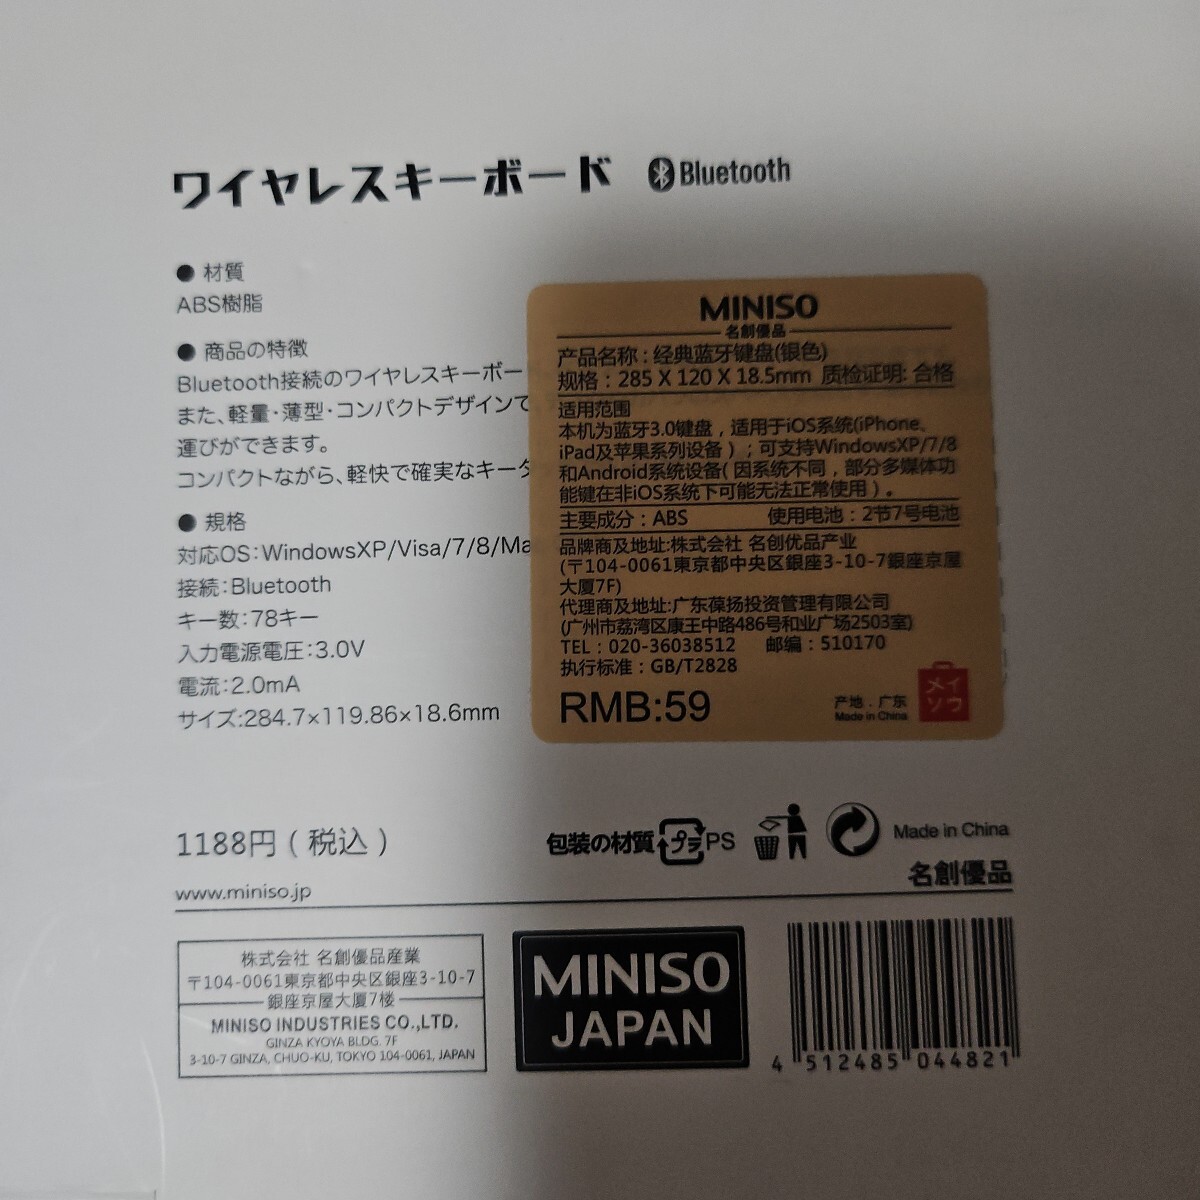 ワイヤレスキーボード Bluetooth
● 材質
ABS樹脂
● 商品の特徴
Bluetooth接続のワイヤレスキーボー
また、軽量・薄型・コンパクトデザインで
運びができます。
コンパクトながら、軽快で確実なキータ
● 規格
対応OS:WindowsXP/Visa/7/8/Ma
接続:Bluetooth
キー数:78キー
入力電源電圧:3.0V
電流:2.0mA
サイズ:284.7×119.86×18.6mm
MINISO
名創優品
产品名称:经典蓝牙键盘(银色)
规格:285 X 120 X 18.5mm 质检证明: 合格
适用范围
本机为蓝牙3.0键盘,适用于iOS系统(iPhone、
iPad及苹果系列设备);可支持WindowsXP/7/8
和Android系统设备(因系统不同,部分多媒体功
能键在非iOS系统下可能无法正常使用)。
主要成分:ABS 使用电池:2节7号电池
品牌商及地址:株式会社 名创优品产业
(〒104-0061東京都中央区銀座3-10-7銀座京屋
大厦7F)
代理商及地址:广东葆扬投资管理有限公司
(广州市荔湾区康王中路486号和业广场2503室)
TEL:020-36038512 邮编:510170
执行标准:GB/T2828
RMB:59
产地.广东
Made in China
メイソウ
1188円(税込)
包装の材質 プラ PS
Made in China
www.miniso.jp
名創優品
株式会社 名創優品産業
〒104-0061東京都中央区銀座3-10-7
銀座京屋大厦7楼
MINISO INDUSTRIES CO.,LTD.
GINZA KYOYA BLDG. 7F
3-10-7 GINZA, CHUO-KU, TOKYO 104-0061, JAPAN
MINISO
JAPAN
4 512485 044821